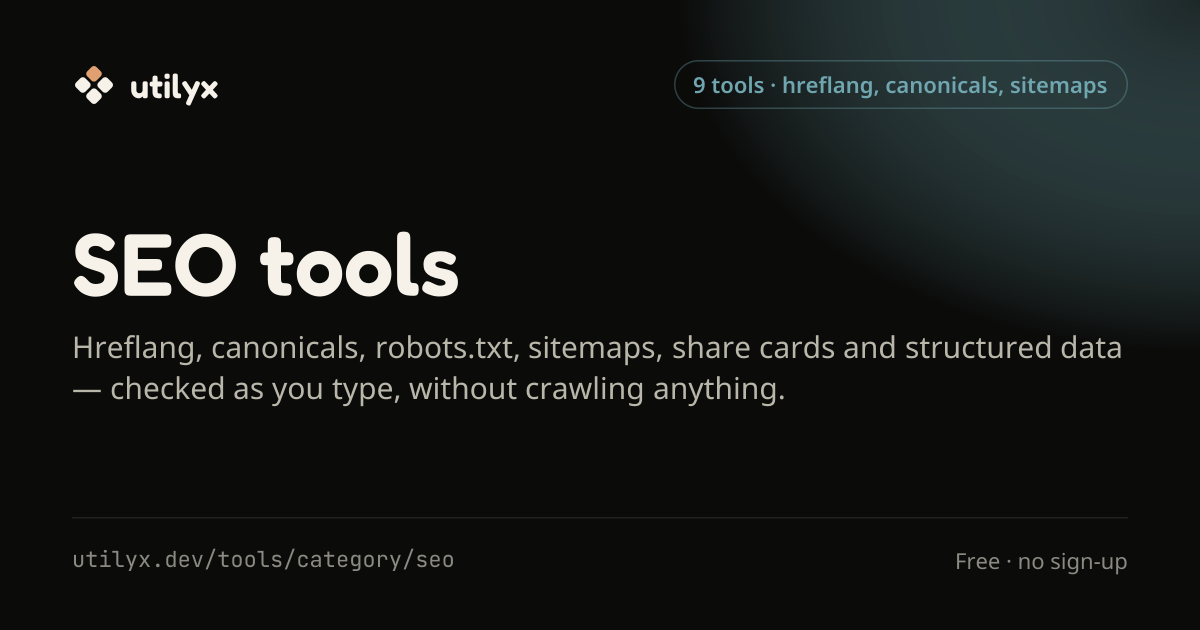 utilyx
9 tools · hreflang, canonicals, sitemaps
SEO tools
Hreflang, canonicals, robots.txt, sitemaps, share cards and structured data
— checked as you type, without crawling anything.
utilyx.dev/tools/category/seo
Free · no sign-up